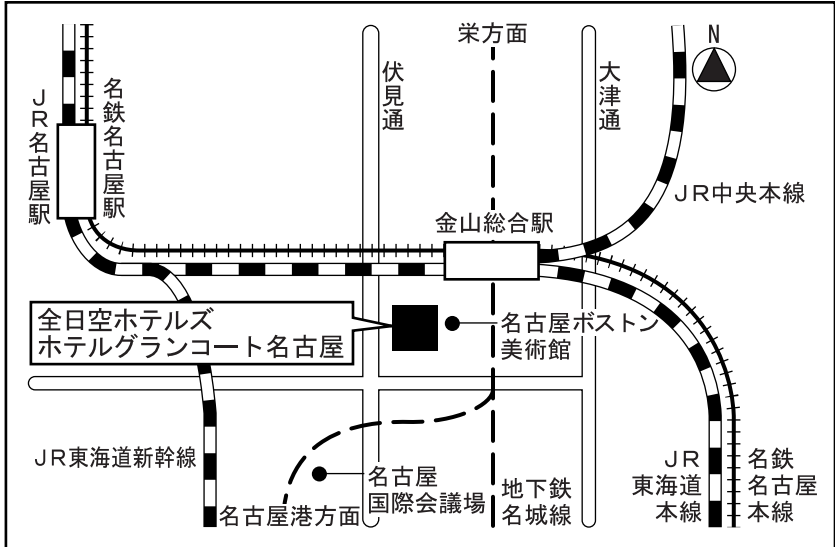 栄方面
N
伏見通
大津通
JR名古屋駅
名鉄名古屋駅
JR中央本線
金山総合駅
全日空ホテルズ
ホテルグランコート名古屋
名古屋ボストン
美術館
JR東海道新幹線
名古屋
国際会議場
名古屋港方面
地下鉄
名城線
JR
東海道
本線
名鉄
名古屋
本線